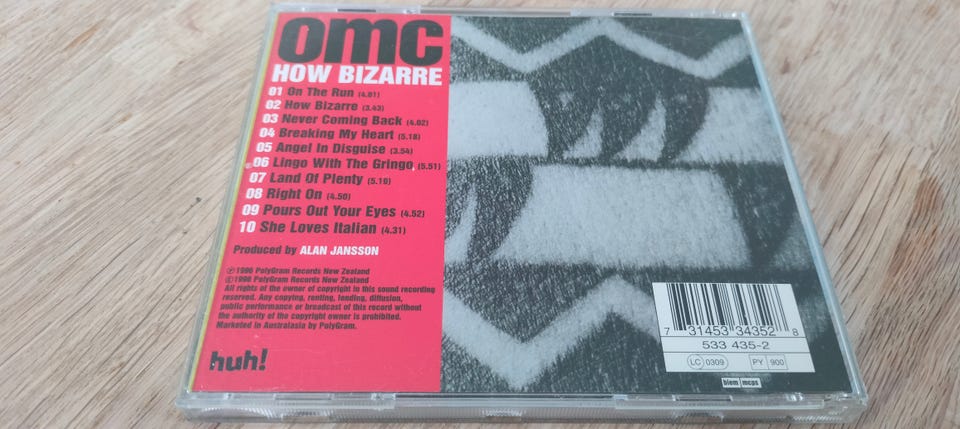 omc
HOW BIZARRE
01 On The Run (4.01)
02 How Bizarre (3.43)
03 Never Coming Back (4.02)
04 Breaking My Heart (5.18)
05 Angel In Disguise (3.54)
06 Lingo With The Gringo (5.51)
07 Land Of Plenty (5.10)
08 Right On (4.50)
09 Pours Out Your Eyes (4.52)
10 She Loves Italian (4.31)
Produced by ALAN JANSSON
℗1996 PolyGram Records New Zealand
©1996 PolyGram Records New Zealand
All rights of the owner of copyright in this sound recording
reserved. Any copying, renting, lending, diffusion,
public performance or broadcast of this record without
the authority of the copyright owner is prohibited.
Marketed in Australasia by PolyGram.
huh!
7 31453 34352 8
533 435-2
LC 0309 PY 900
biem mcps